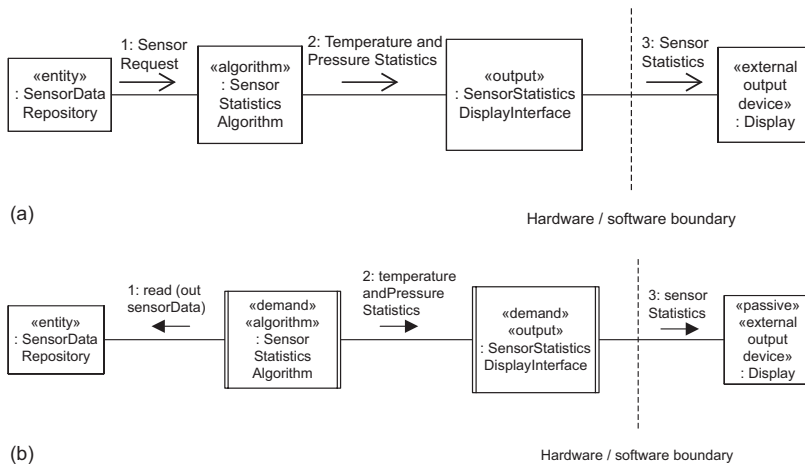 1: Sensor
Request
2: Temperature and
Pressure Statistics
3: Sensor
Statistics
«entity»
: SensorData
Repository
«algorithm»
: Sensor
Statistics
Algorithm
«output»
: SensorStatistics
DisplayInterface
«external
output
device»
: Display
(a)
Hardware / software boundary
1: read (out
sensorData)
2: temperature
andPressure
Statistics
3: sensor
Statistics
«entity»
: SensorData
Repository
«demand»
«algorithm»
: Sensor
Statistics
Algorithm
«demand»
«output»
: SensorStatistics
DisplayInterface
«passive»
«external
output
device»
: Display
(b)
Hardware / software boundary